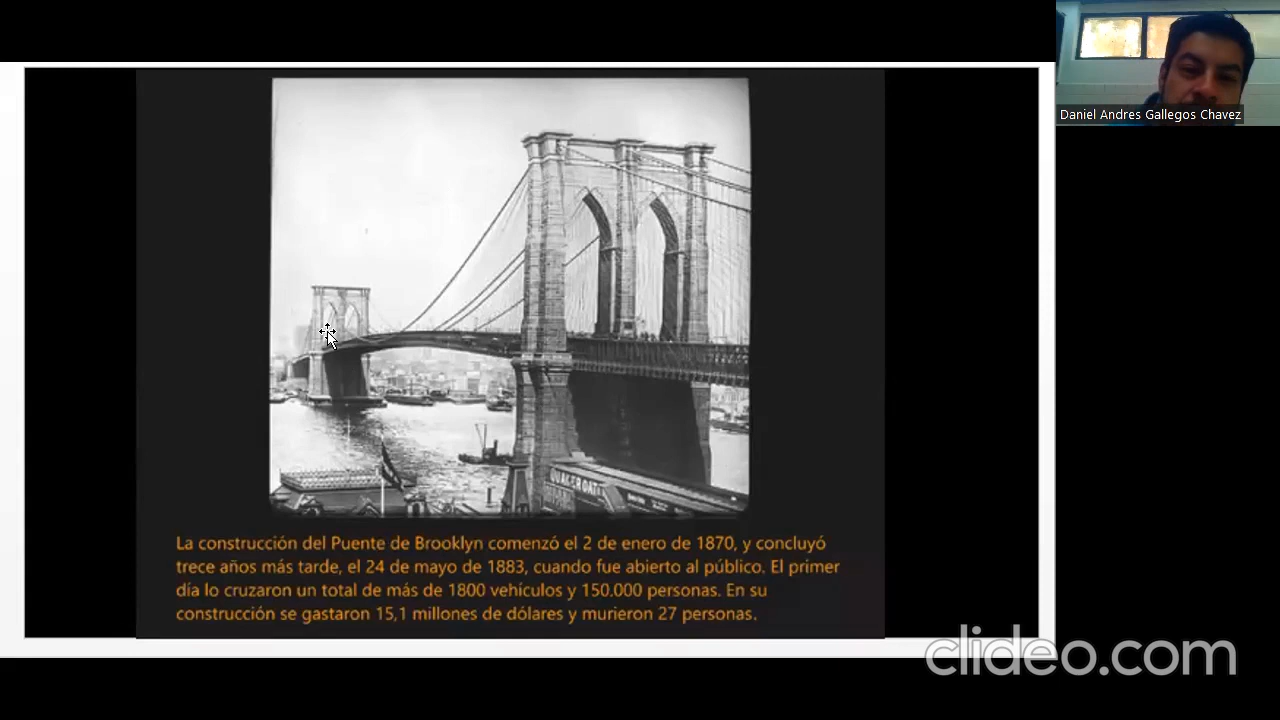 Daniel Andres Gallegos Chavez
QUAKER OATS
La construcción del Puente de Brooklyn comenzó el 2 de enero de 1870, y concluyó
trece años más tarde, el 24 de mayo de 1883, cuando fue abierto al público. El primer
día lo cruzaron un total de más de 1800 vehículos y 150.000 personas. En su
construcción se gastaron 15,1 millones de dólares y murieron 27 personas.
clideo.com